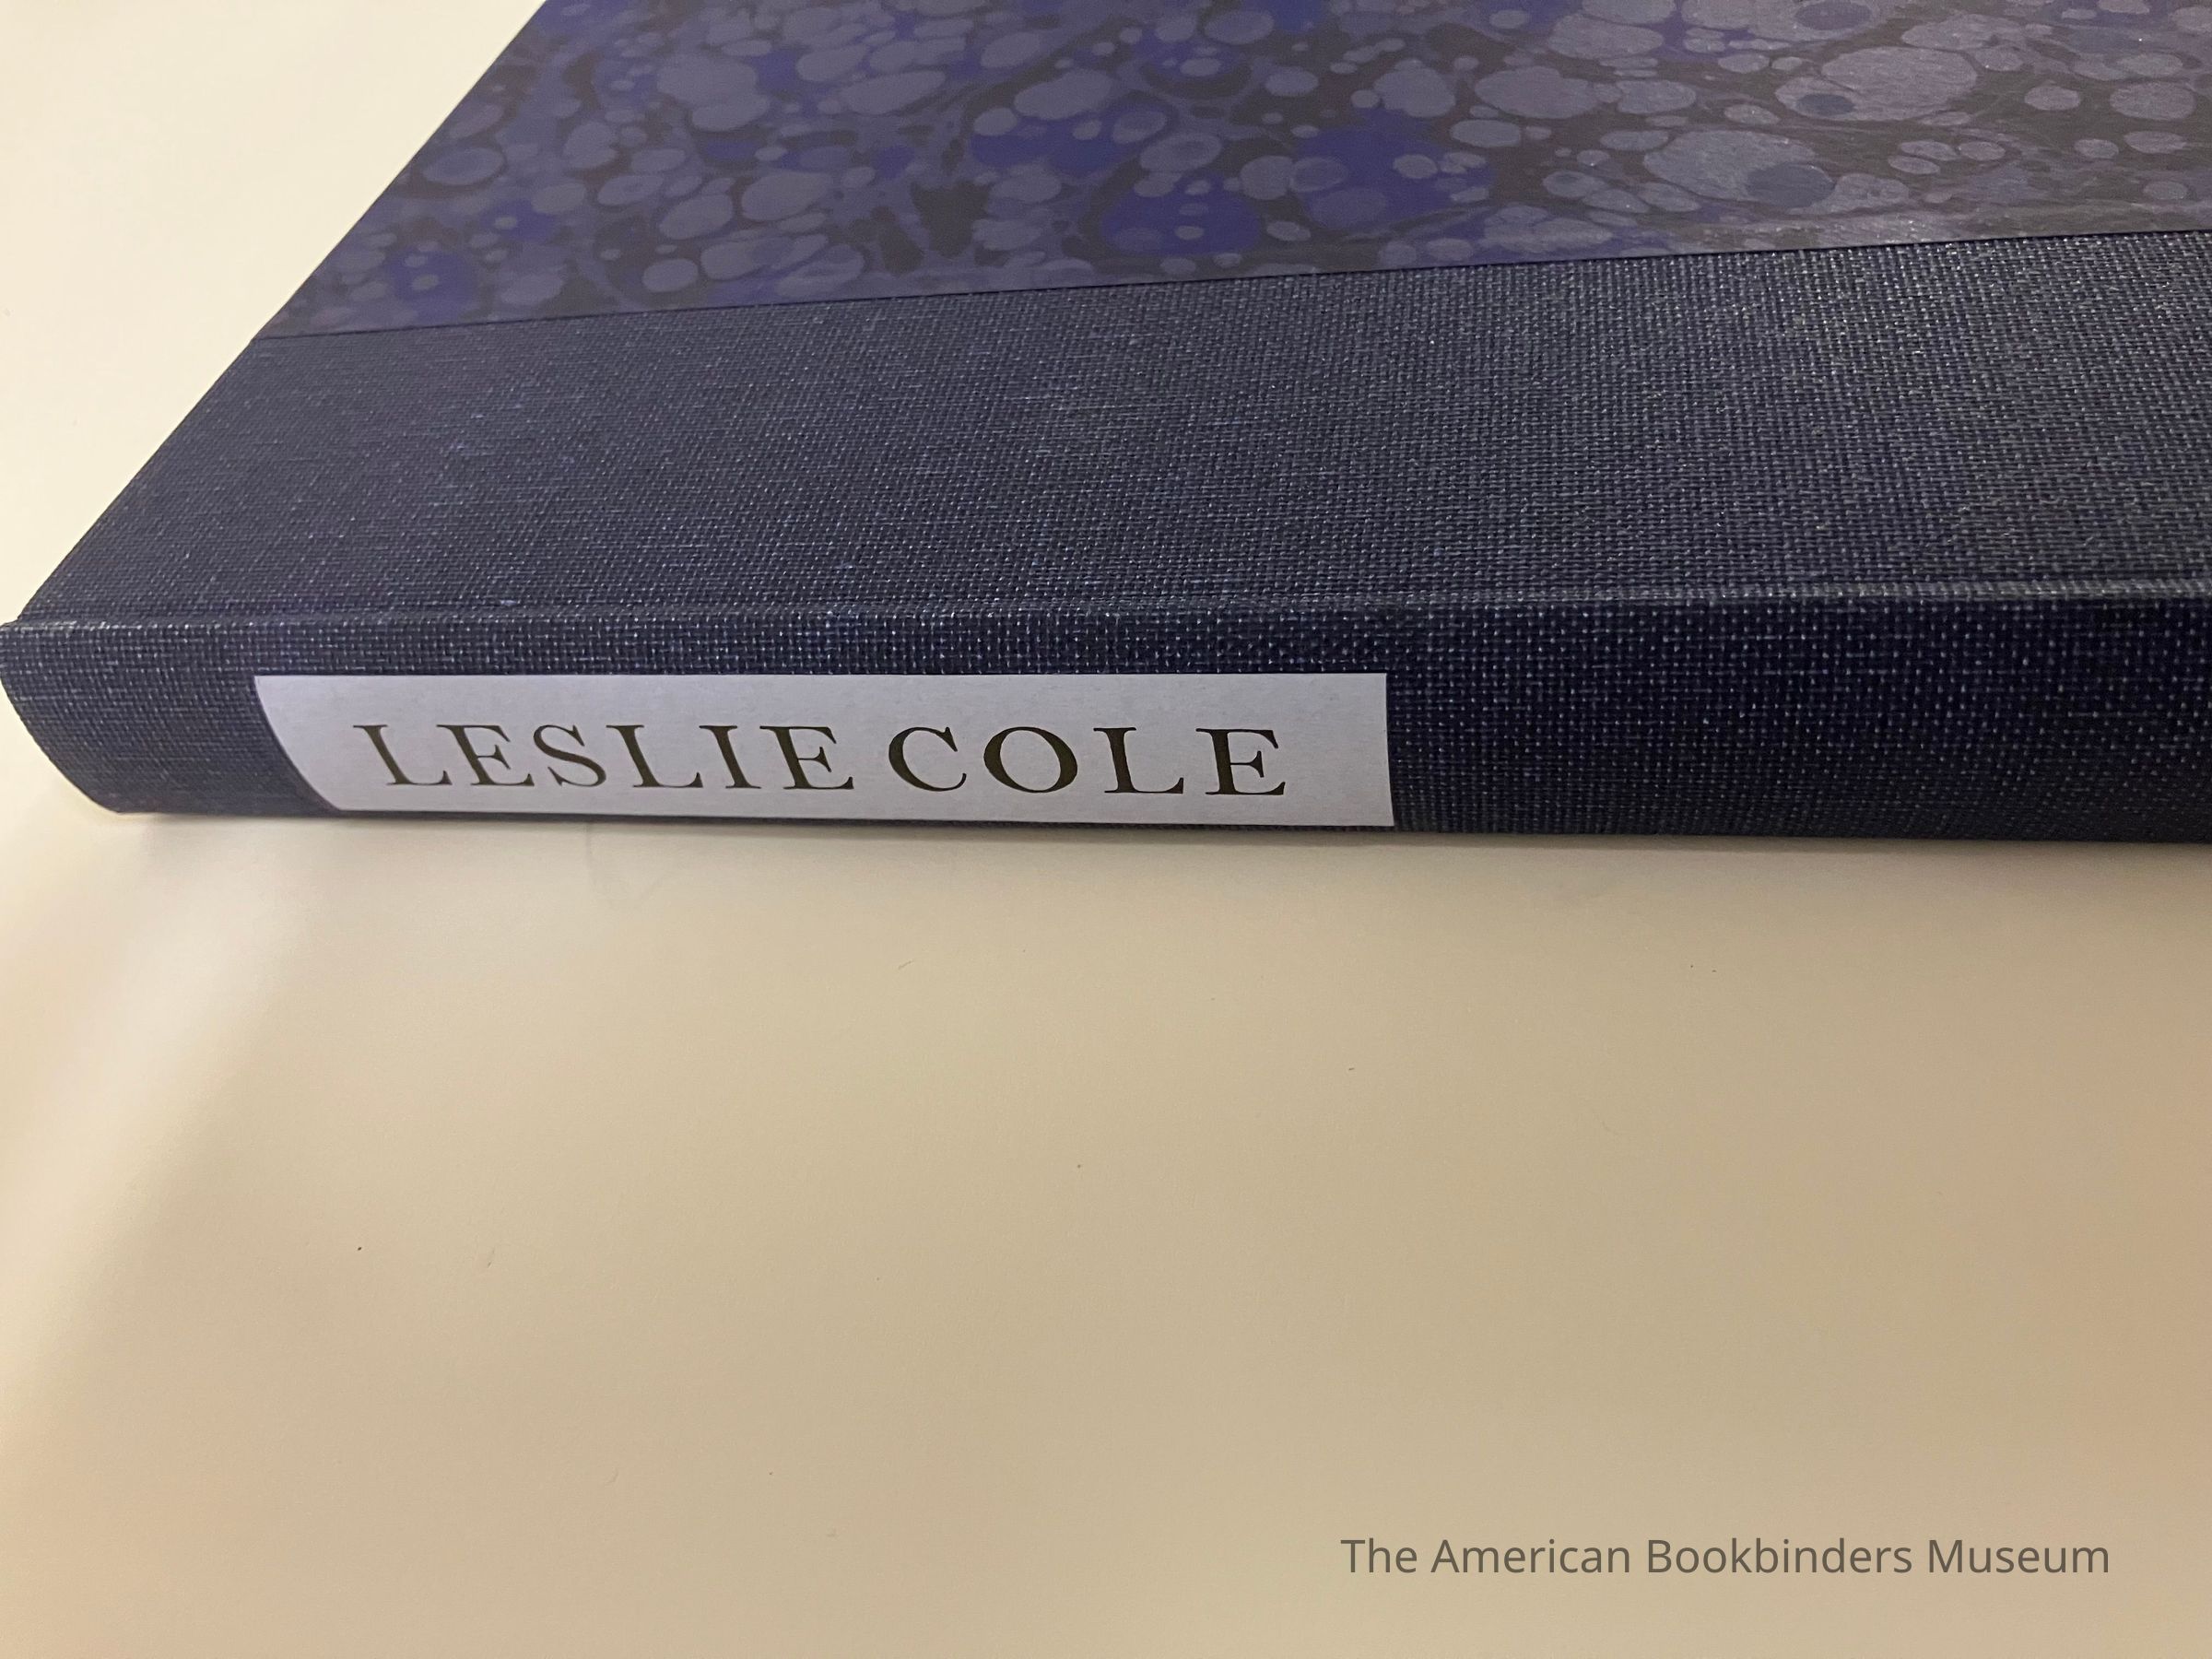 LESLIE COLE
The American Bookbinders Museum